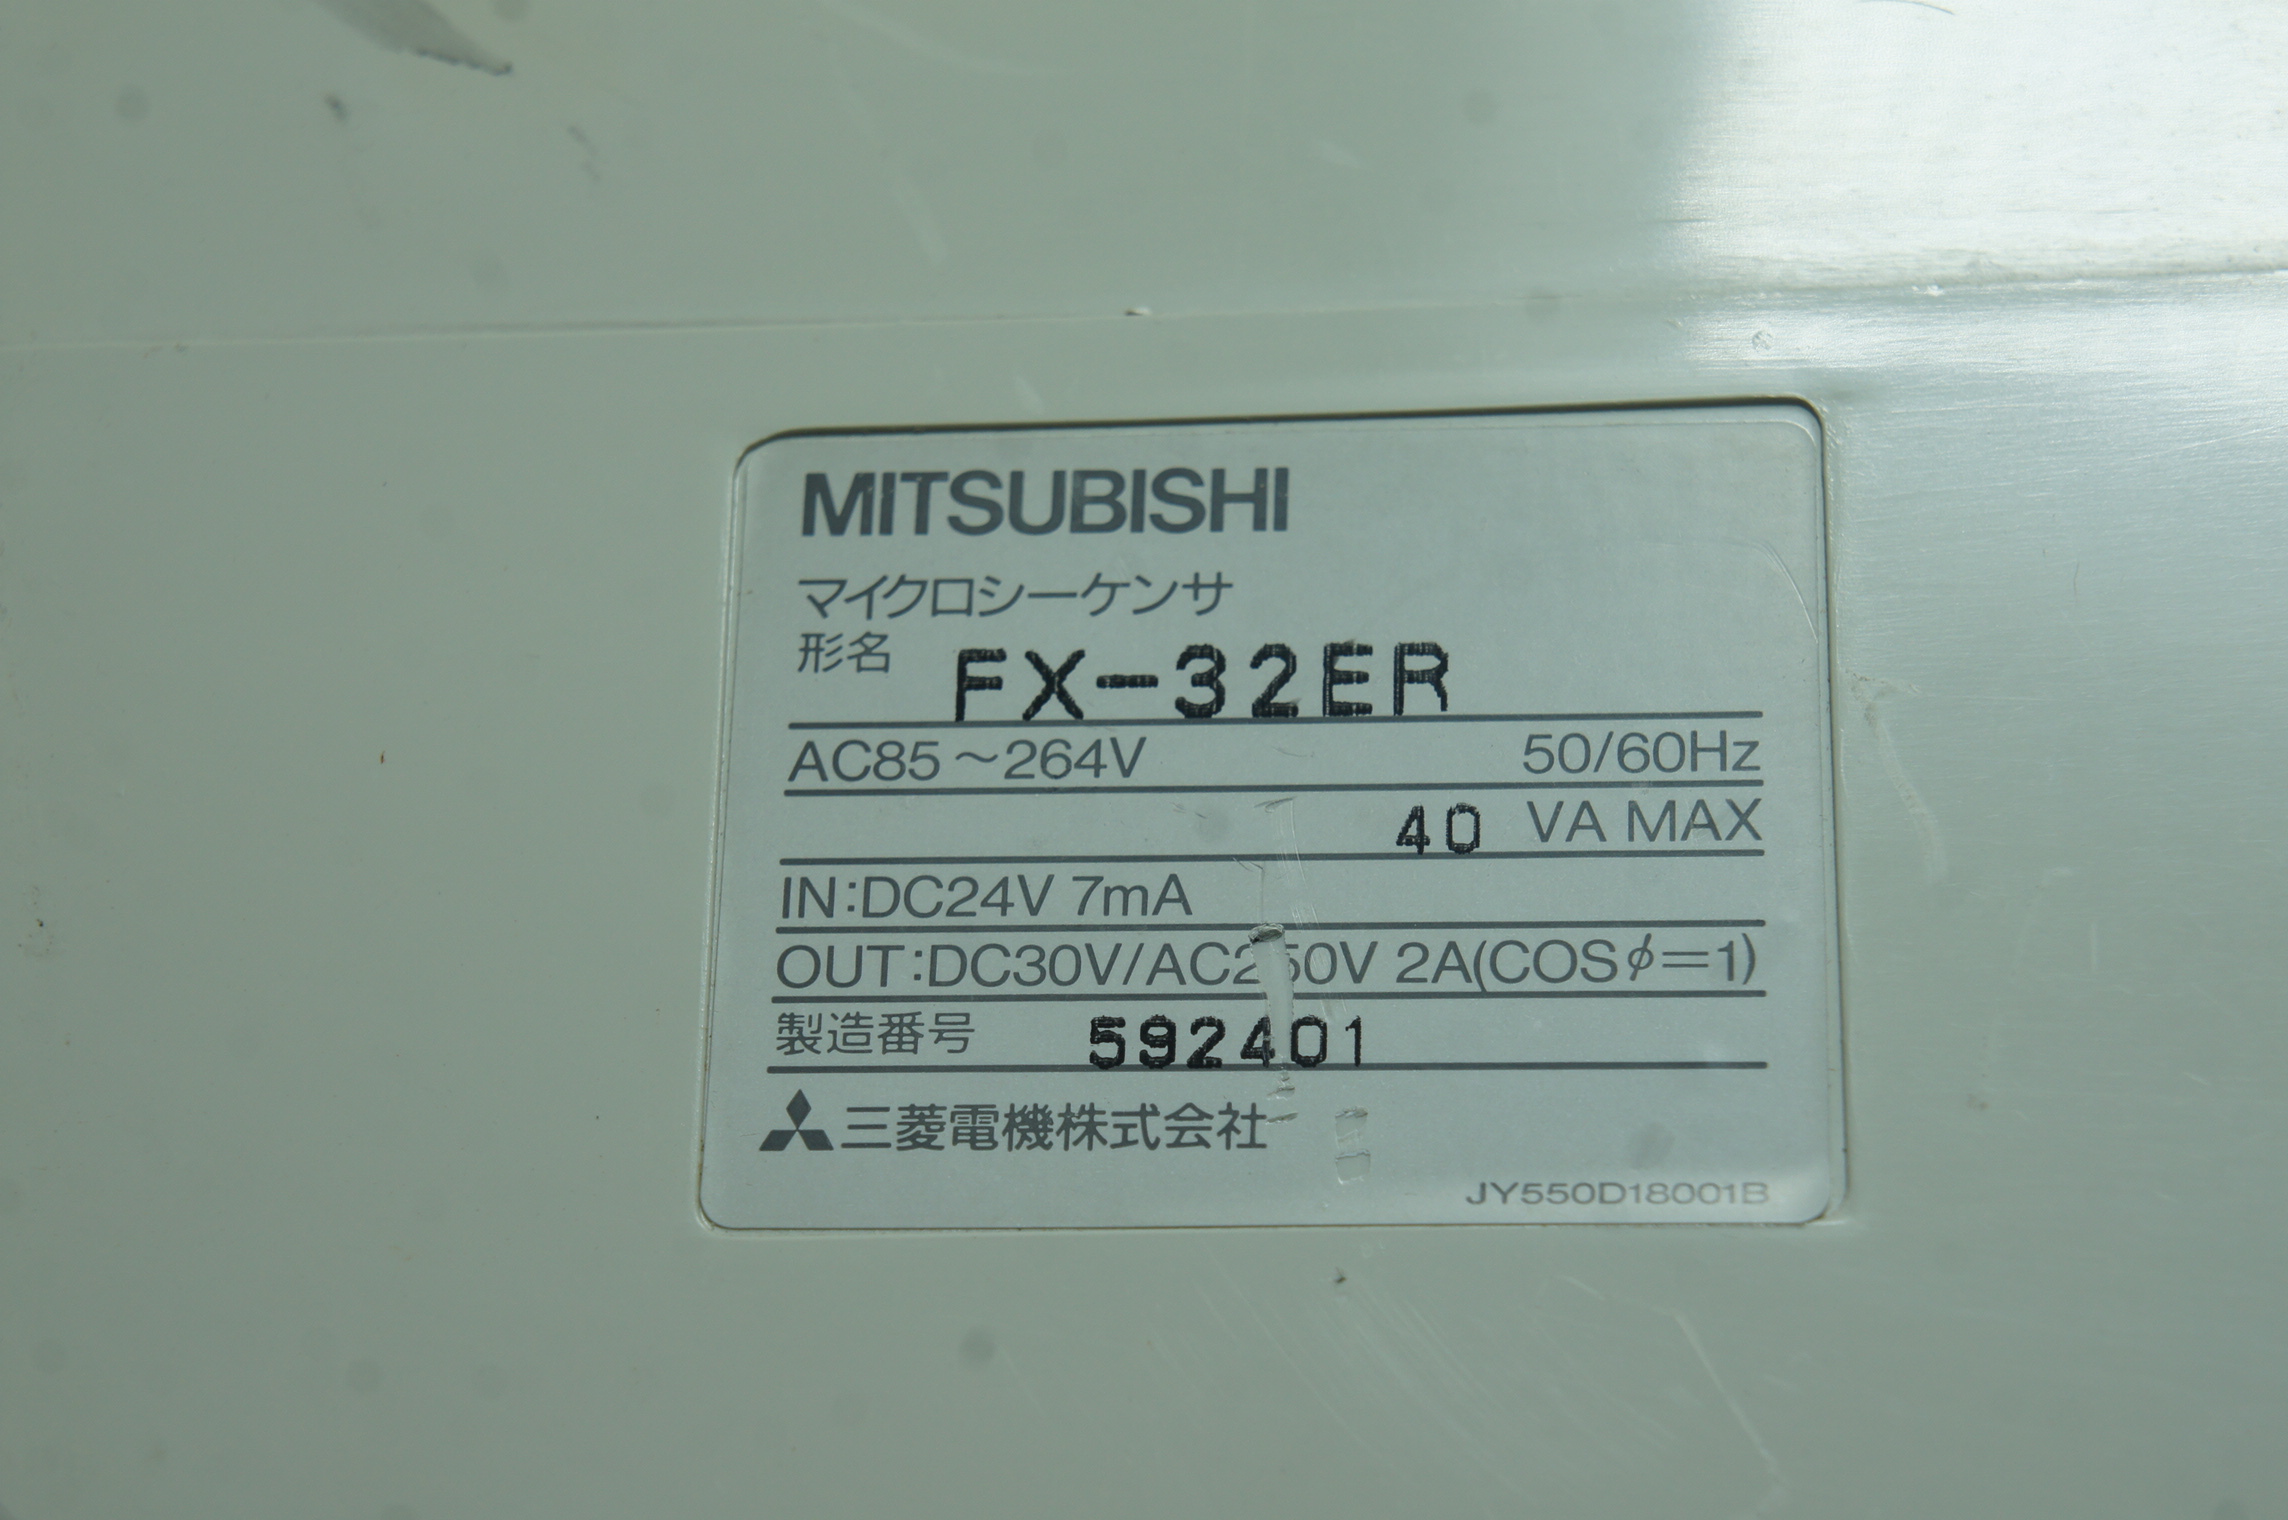 MITSUBISHI
マイクロシーケンサ
形名 FX-32ER
AC85～264V 50/60Hz
40 VA MAX
IN:DC24V 7mA
OUT:DC30V/AC250V 2A(COSφ=1)
製造番号 592401
三菱電機株式会社
JY550D18001B